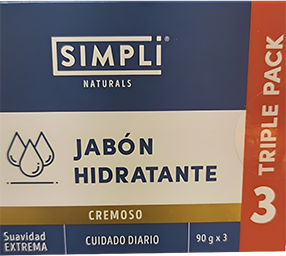 SIMPLi®
NATURALS
JABÓN
HIDRATANTE
CREMOSO
Suavidad
EXTREMA
CUIDADO DIARIO
90 g x 3
3 TRIPLE PACK